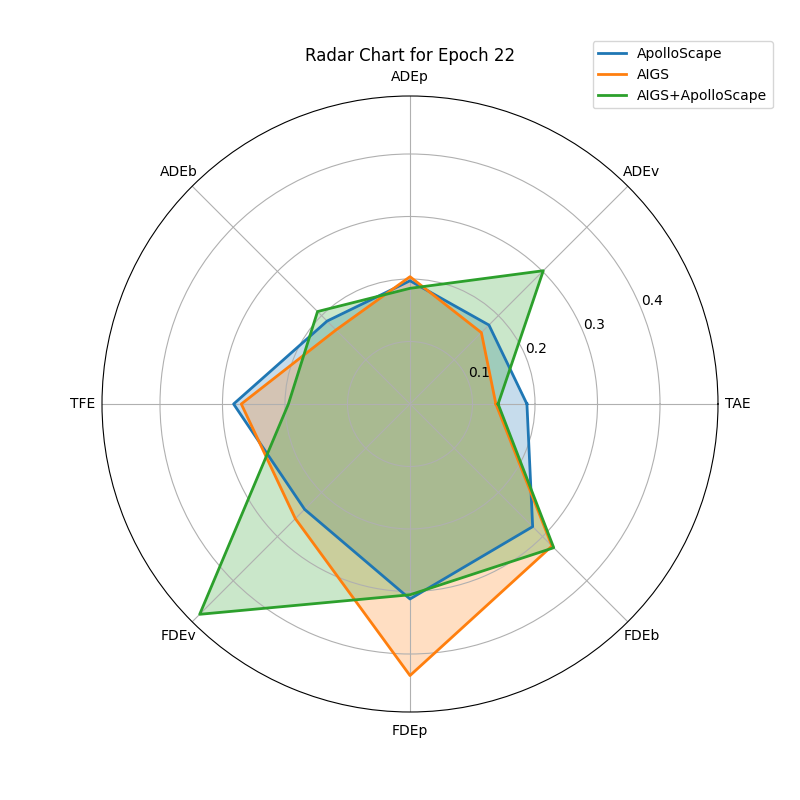 Radar Chart for Epoch 22
ApolloScape
AIGS
AIGS+ApolloScape
ADEp
ADEb
ADEv
0.4
0.3
0.2
0.1
TFE
TAE
FDEv
FDEb
FDEp